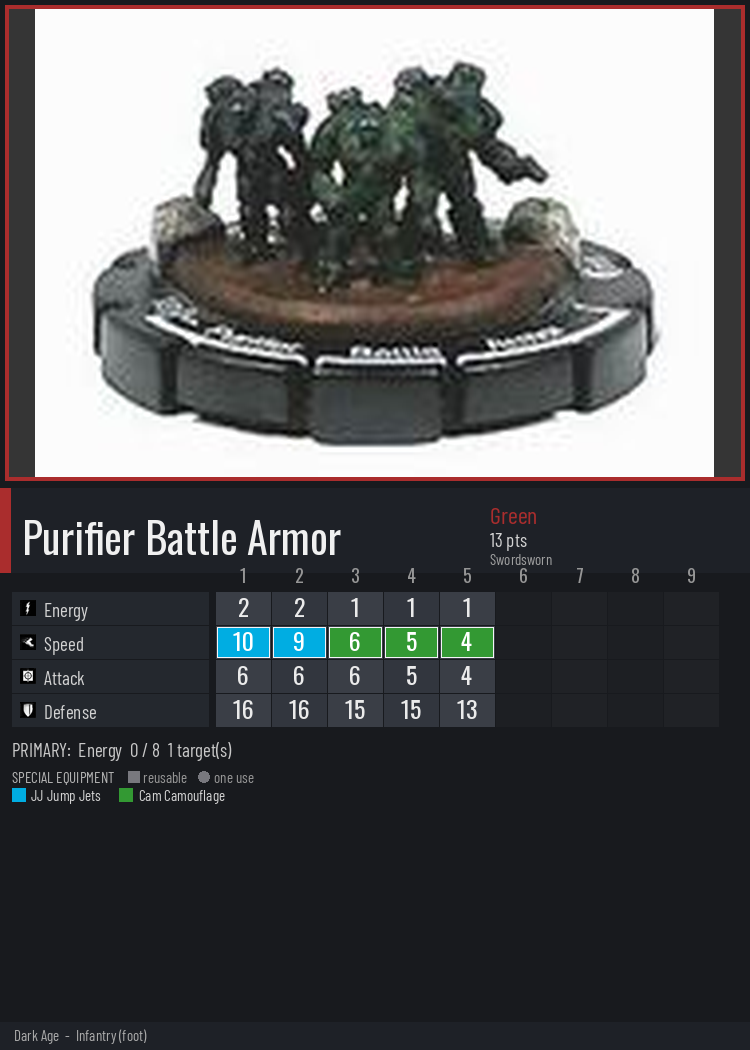 Purifier Battle Armor
Green
13 pts
Swordsworn
1 2 3 4 5 6 7 8 9
Energy 2 2 1 1 1
Speed 10 9 6 5 4
Attack 6 6 6 5 4
Defense 16 16 15 15 13
PRIMARY: Energy 0 / 8 1 target(s)
SPECIAL EQUIPMENT reusable one use
JJ Jump Jets Cam Camouflage
Dark Age - Infantry (foot)